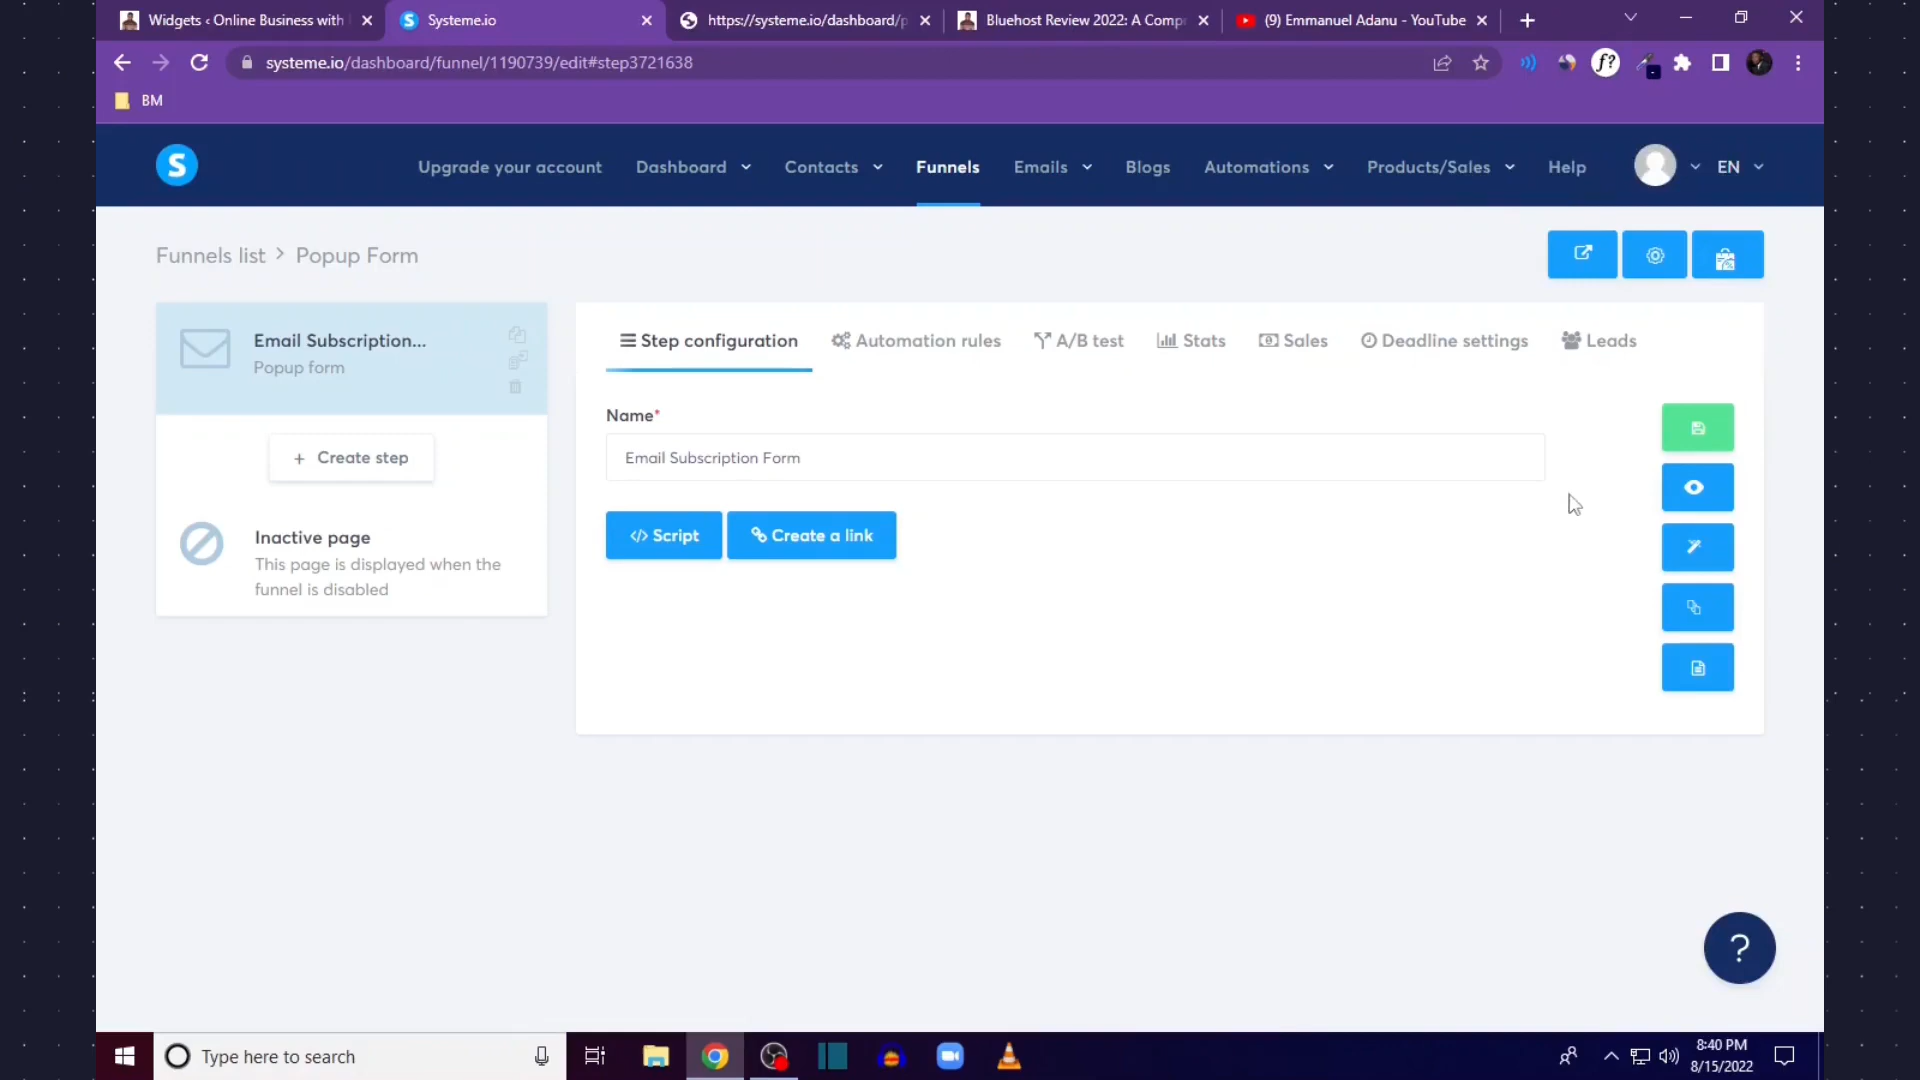 Widgets ‹ Online Business with
Systeme.io
https://systeme.io/dashboard/p
Bluehost Review 2022: A Compr
(9) Emmanuel Adanu - YouTube
systeme.io/dashboard/funnel/1190739/edit#step3721638
f?
BM
S
Upgrade your account
Dashboard
Contacts
Funnels
Emails
Blogs
Automations
Products/Sales
Help
EN
Funnels list > Popup Form
Email Subscription...
Popup form
+ Create step
Inactive page
This page is displayed when the
funnel is disabled
Step configuration
Automation rules
A/B test
Stats
Sales
Deadline settings
Leads
Name*
Email Subscription Form
</> Script
Create a link
?
Type here to search
8:40 PM
8/15/2022